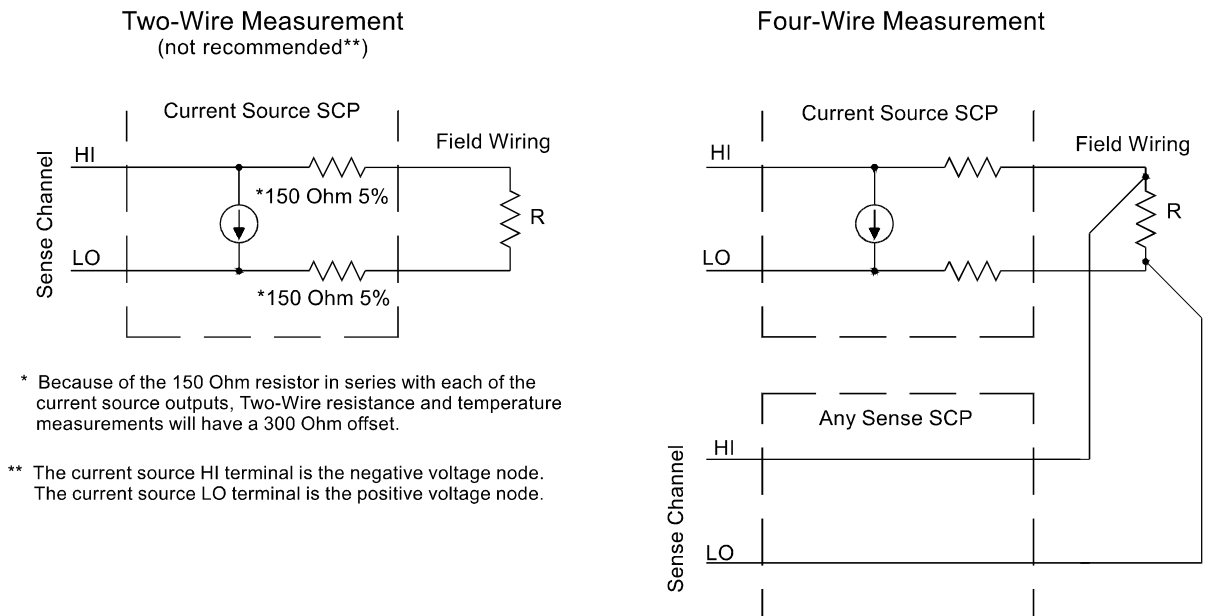 Two-Wire Measurement
(not recommended**)
Current Source SCP
Field Wiring
Sense Channel
HI
*150 Ohm 5%
R
LO
*150 Ohm 5%
* Because of the 150 Ohm resistor in series with each of the
current source outputs, Two-Wire resistance and temperature
measurements will have a 300 Ohm offset.
** The current source HI terminal is the negative voltage node.
The current source LO terminal is the positive voltage node.
Four-Wire Measurement
Current Source SCP
Field Wiring
HI
R
LO
Any Sense SCP
Sense Channel
HI
LO